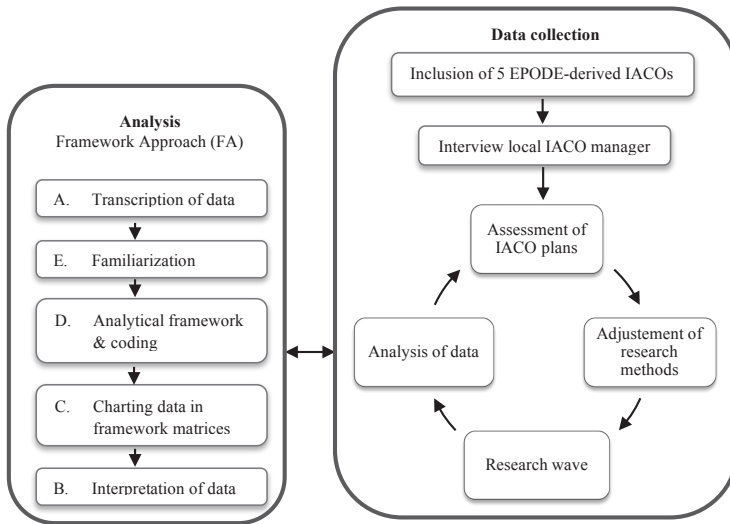 Analysis
Framework Approach (FA)
A. Transcription of data
E. Familiarization
D. Analytical framework
& coding
C. Charting data in
framework matrices
B. Interpretation of data
Data collection
Inclusion of 5 EPODE-derived IACOs
Interview local IACO manager
Assessment of
IACO plans
Adjustement of
research
methods
Research wave
Analysis of data